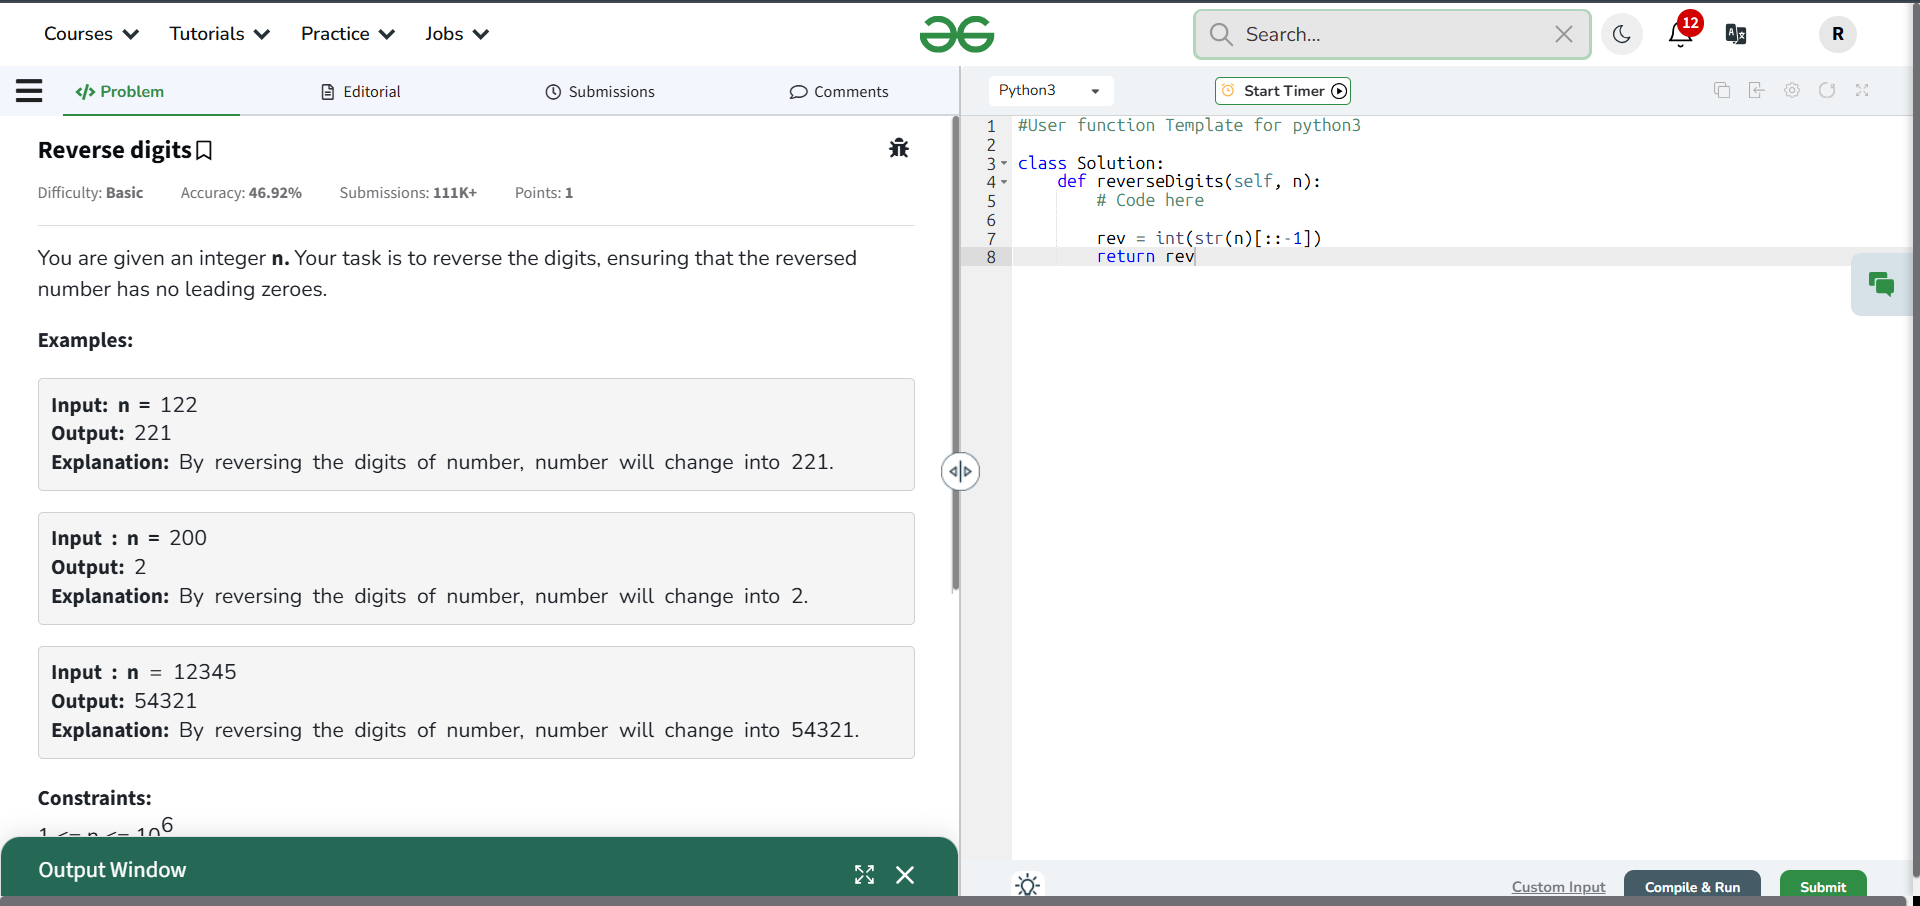 Courses Tutorials Practice Jobs Search... 12 R
Problem Editorial Submissions Comments
Reverse digits
Difficulty: Basic Accuracy: 46.92% Submissions: 111K+ Points: 1
You are given an integer n. Your task is to reverse the digits, ensuring that the reversed
number has no leading zeroes.
Examples:
Input: n = 122
Output: 221
Explanation: By reversing the digits of number, number will change into 221.
Input : n = 200
Output: 2
Explanation: By reversing the digits of number, number will change into 2.
Input : n = 12345
Output: 54321
Explanation: By reversing the digits of number, number will change into 54321.
Constraints:
1 <= n <= 10^6
Output Window
Python3 Start Timer
1 #User function Template for python3
2
3 class Solution:
4     def reverseDigits(self, n):
5         # Code here
6
7         rev = int(str(n)[::-1])
8         return rev
Custom Input Compile & Run Submit